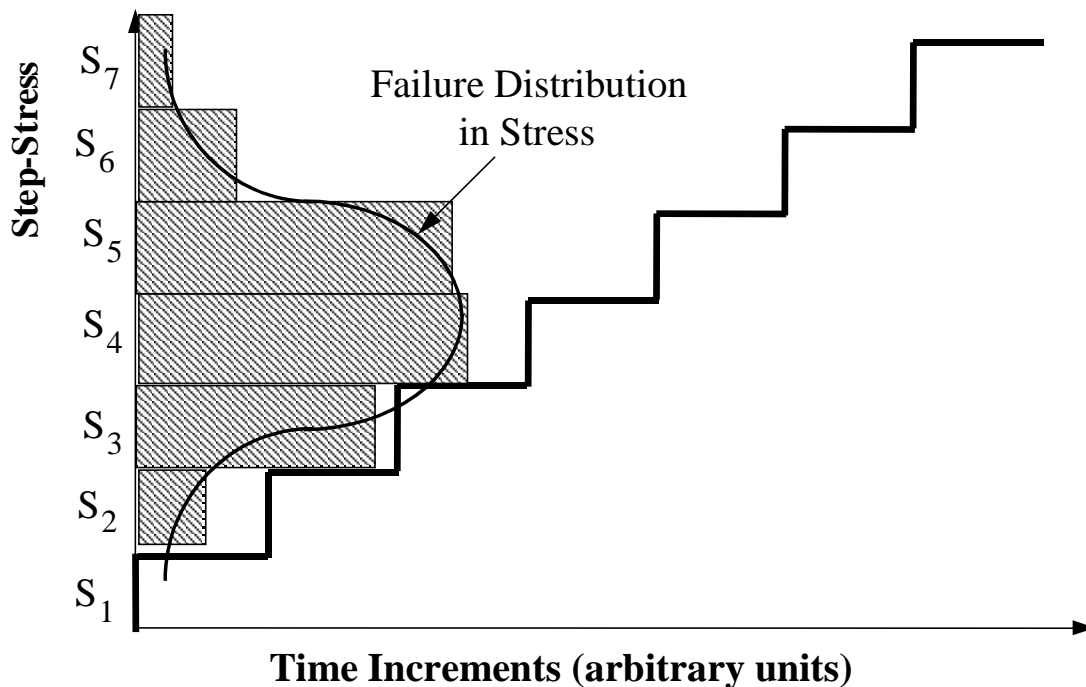 Step-Stress
S7
S6
S5
S4
S3
S2
S1
Failure Distribution
in Stress
Time Increments (arbitrary units)